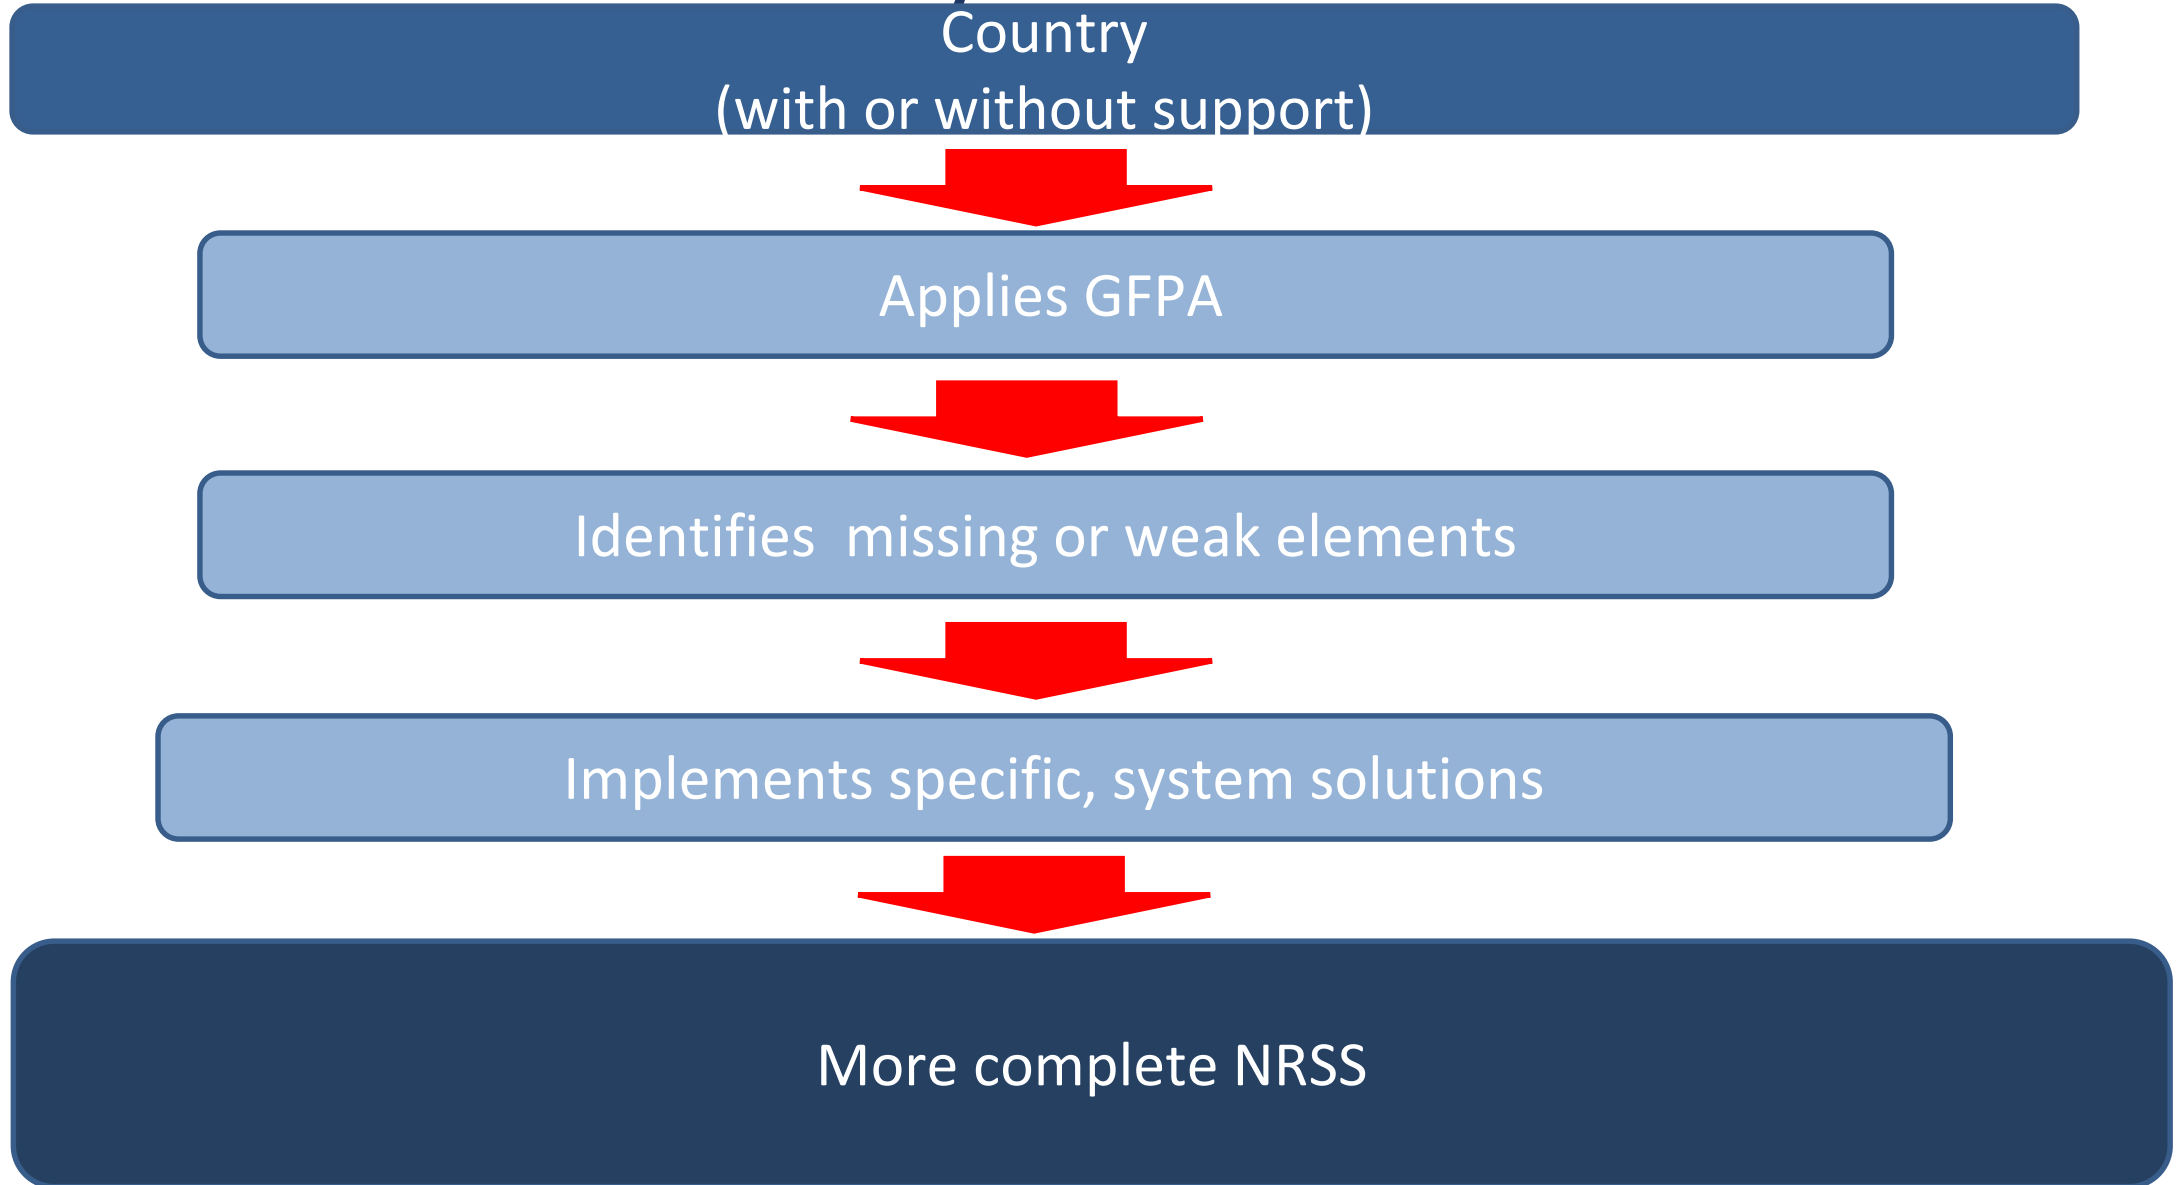 Country
(with or without support)
Applies GFPA
Identifies  missing or weak elements
Implements specific, system solutions
More complete NRSS